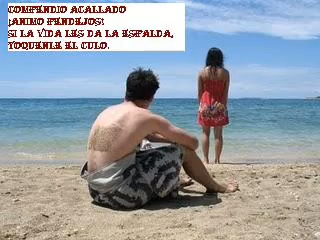 COMPENDIO ACALLADO
¡ANIMO PENDEJOS!
SI LA VIDA LES DA LA ESPALDA,
TOQUENLE EL CULO.